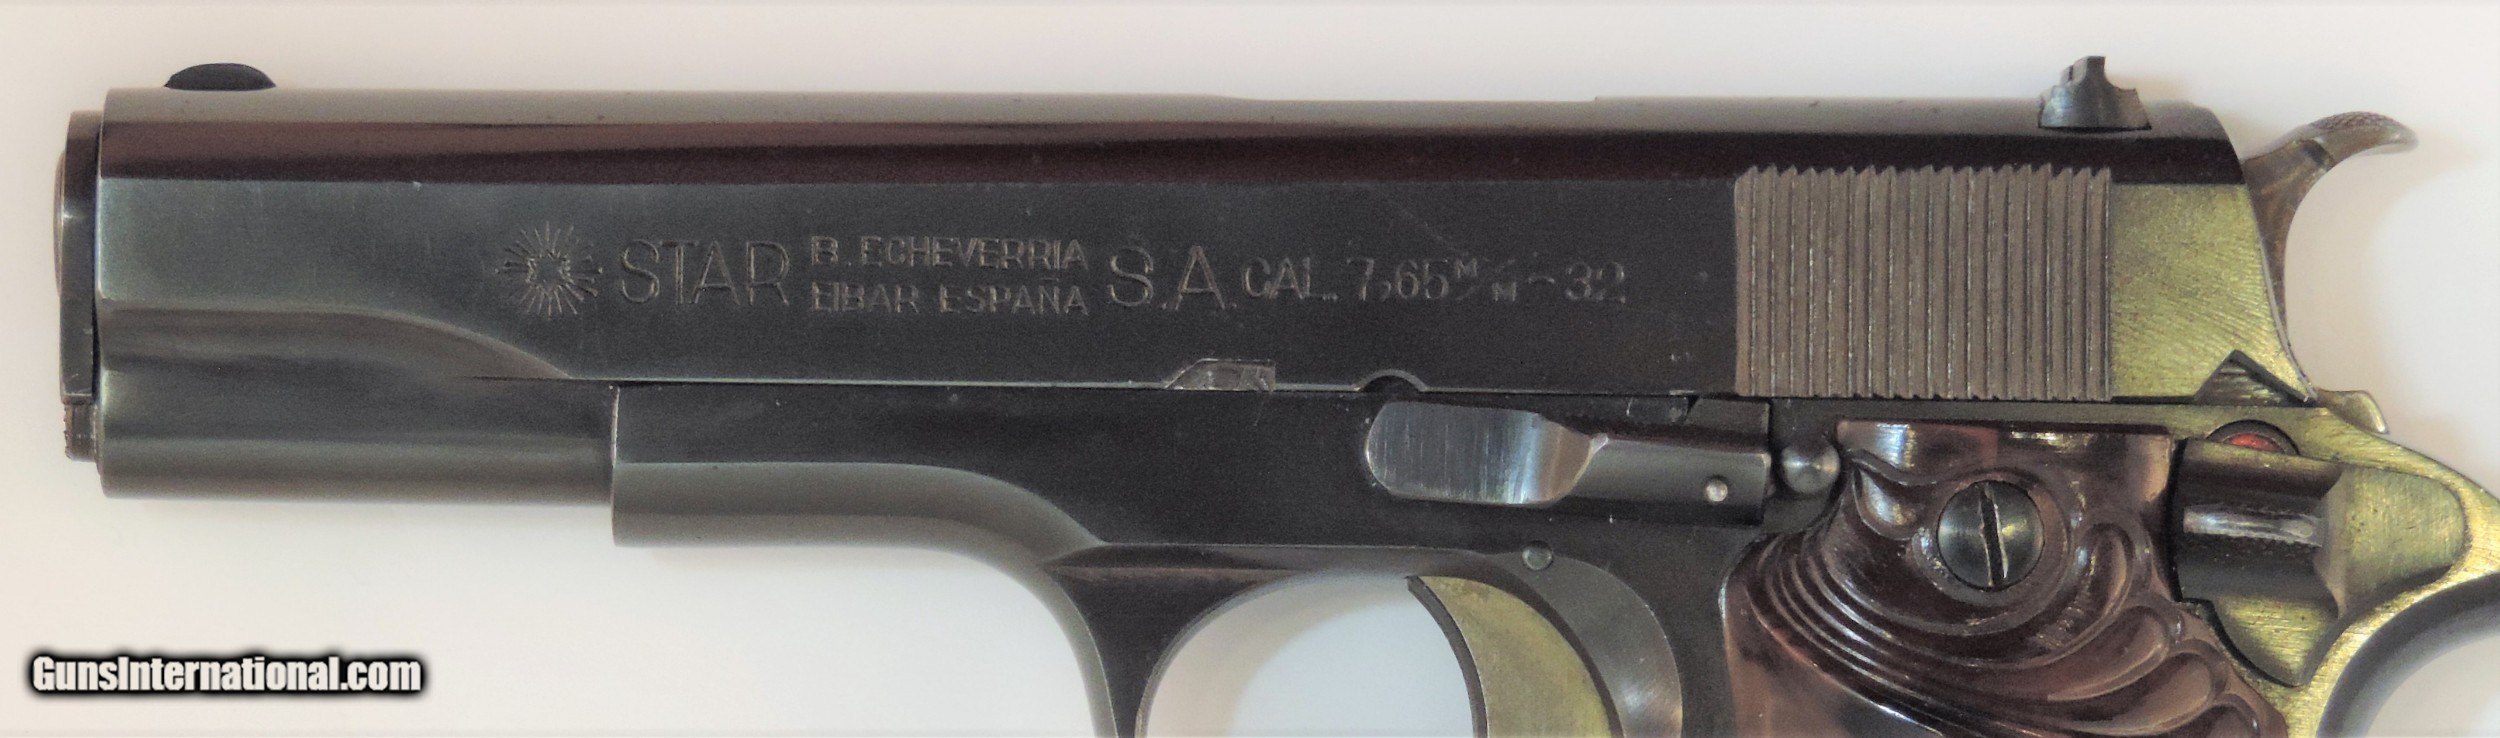 STAR B. ECHEVERRIA S.A. CAL. 7,65 M/M - 32.
EIBAR ESPAÑA
GunsInternational.com